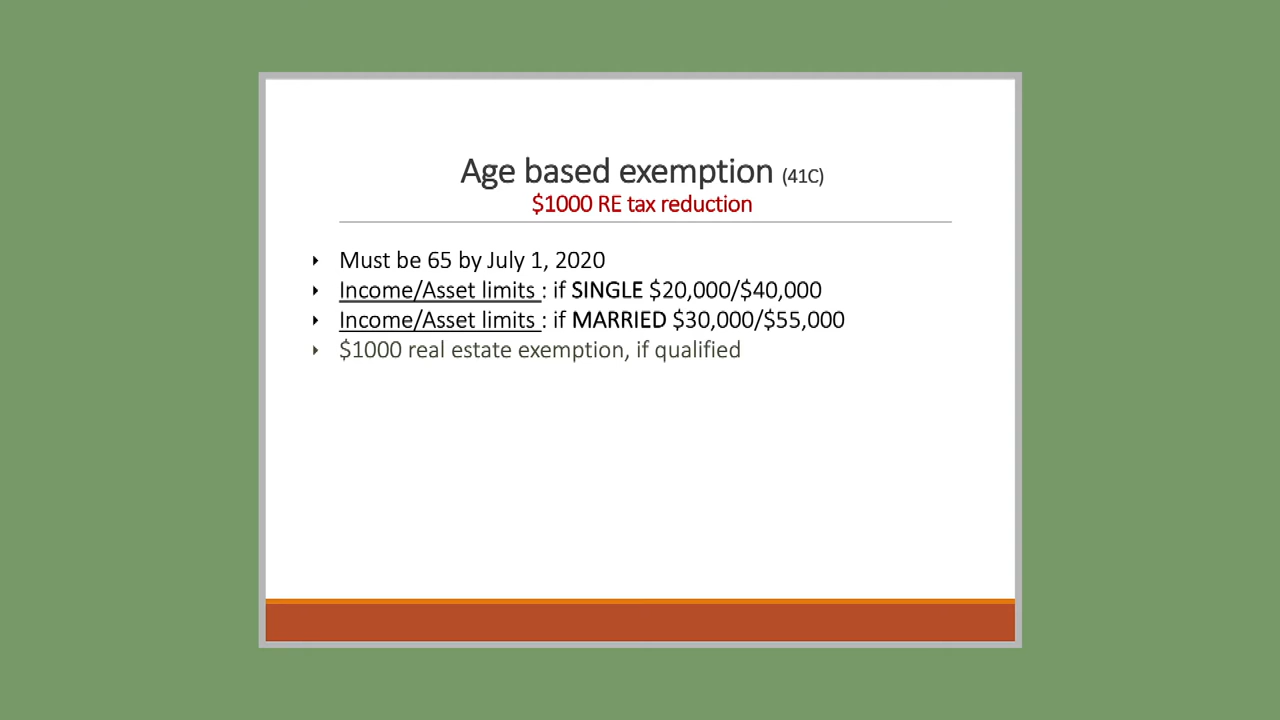 Age based exemption (41C)
$1000 RE tax reduction
‣ Must be 65 by July 1, 2020
‣ Income/Asset limits : if SINGLE $20,000/$40,000
‣ Income/Asset limits : if MARRIED $30,000/$55,000
‣ $1000 real estate exemption, if qualified